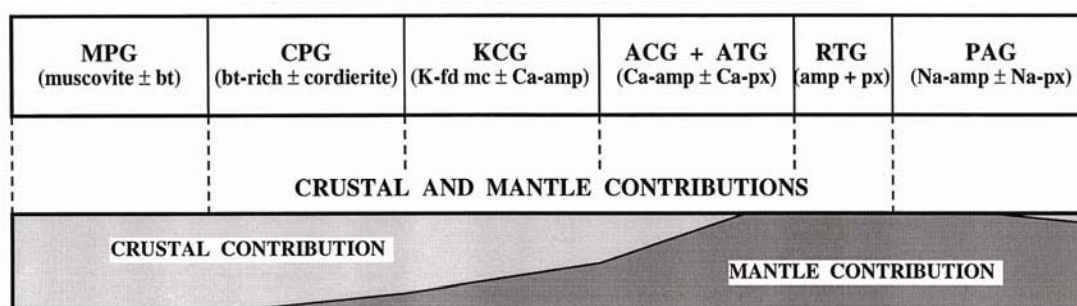 MPG
(muscovite ± bt)
CPG
(bt-rich ± cordierite)
KCG
(K-fd mc ± Ca-amp)
ACG + ATG
(Ca-amp ± Ca-px)
RTG
(amp + px)
PAG
(Na-amp ± Na-px)
CRUSTAL AND MANTLE CONTRIBUTIONS
CRUSTAL CONTRIBUTION
MANTLE CONTRIBUTION